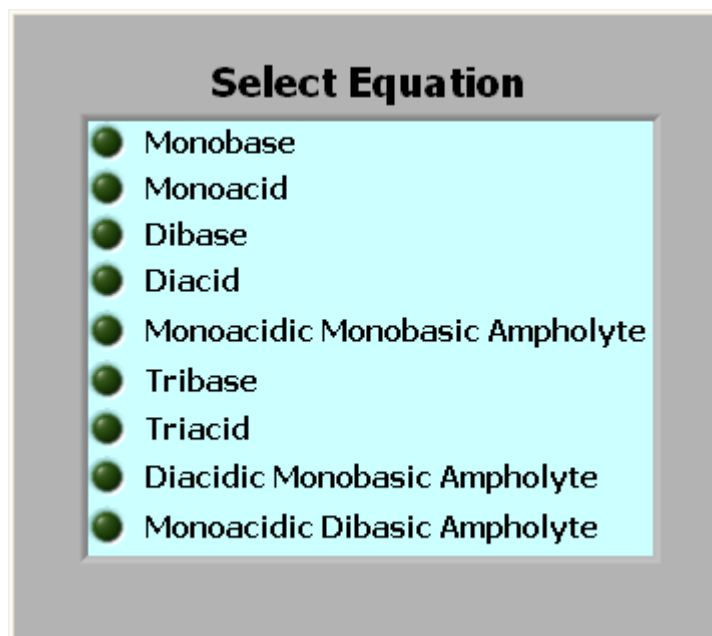 Select Equation
Monobase
Monoacid
Dibase
Diacid
Monoacidic Monobasic Ampholyte
Tribase
Triacid
Diacidic Monobasic Ampholyte
Monoacidic Dibasic Ampholyte